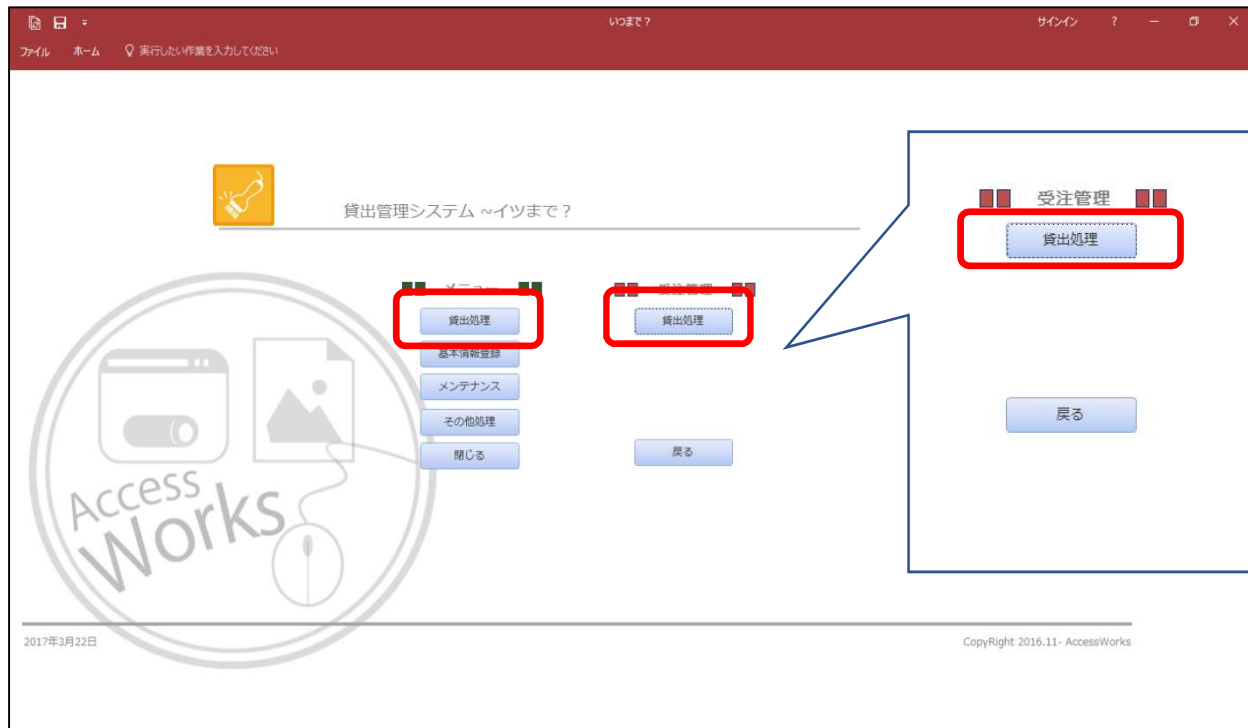 いつまで？
サインイン ？
ファイル ホーム 実行したい作業を入力してください
貸出管理システム ～イツまで？
メニュー
貸出処理
基本情報登録
メンテナンス
その他処理
閉じる
受注管理
貸出処理
戻る
受注管理
貸出処理
戻る
Access
Works
2017年3月22日
CopyRight 2016.11- AccessWorks